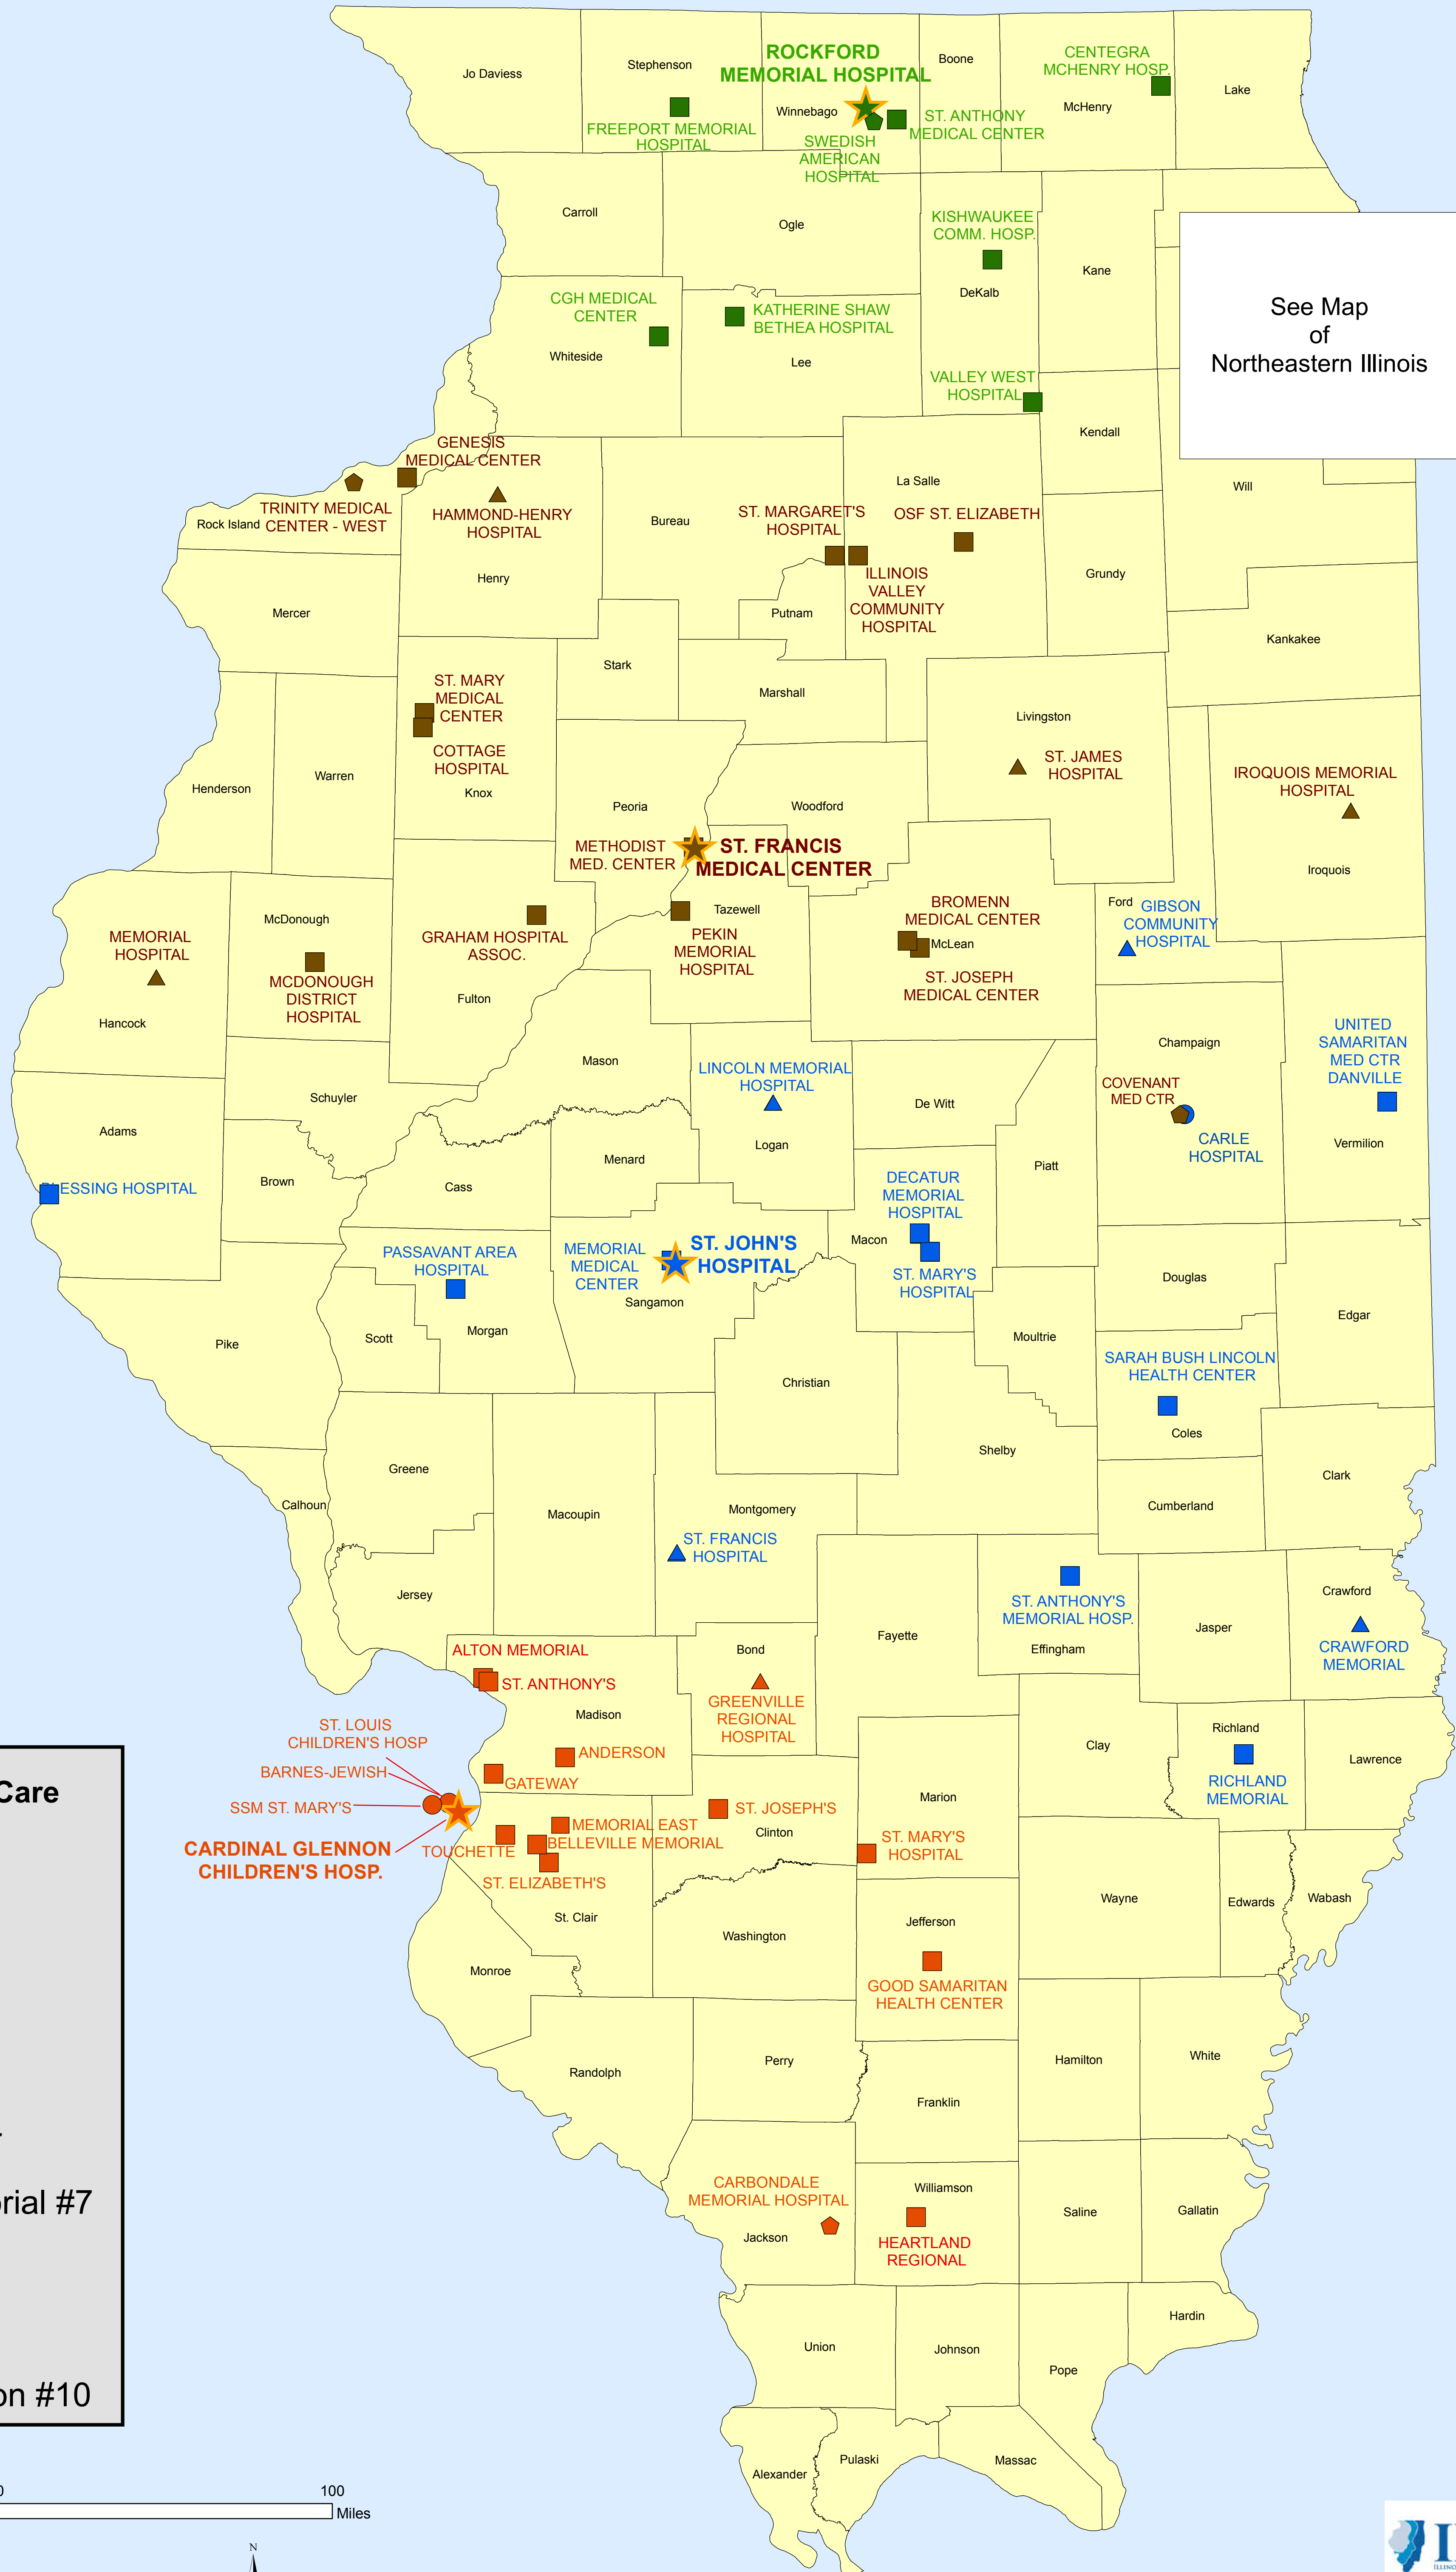 Jo Daviess
Stephenson
ROCKFORD
MEMORIAL HOSPITAL
Boone
CENTEGRA
MCHENRY HOSP.
Lake
McHenry
Winnebago
FREEPORT MEMORIAL
HOSPITAL
SWEDISH
AMERICAN
HOSPITAL
ST. ANTHONY
MEDICAL CENTER
Carroll
Ogle
KISHWAUKEE
COMM. HOSP.
DeKalb
Kane
See Map
of
Northeastern Illinois
CGH MEDICAL
CENTER
Whiteside
KATHERINE SHAW
BETHEA HOSPITAL
Lee
VALLEY WEST
HOSPITAL
Kendall
GENESIS
MEDICAL CENTER
TRINITY MEDICAL
CENTER - WEST
Rock Island
HAMMOND-HENRY
HOSPITAL
Henry
Bureau
La Salle
ST. MARGARET'S
HOSPITAL
OSF ST. ELIZABETH
ILLINOIS
VALLEY
COMMUNITY
HOSPITAL
Will
Grundy
Mercer
Putnam
Kankakee
Stark
Marshall
Livingston
ST. MARY
MEDICAL
CENTER
COTTAGE
HOSPITAL
Knox
Henderson
Warren
Peoria
Woodford
ST. JAMES
HOSPITAL
IROQUOIS MEMORIAL
HOSPITAL
Iroquois
METHODIST
MED. CENTER
ST. FRANCIS
MEDICAL CENTER
Tazewell
PEKIN
MEMORIAL
HOSPITAL
BROMENN
MEDICAL CENTER
McLean
ST. JOSEPH
MEDICAL CENTER
Ford
GIBSON
COMMUNITY
HOSPITAL
MEMORIAL
HOSPITAL
Hancock
McDonough
MCDONOUGH
DISTRICT
HOSPITAL
GRAHAM HOSPITAL
ASSOC.
Fulton
Mason
Schuyler
LINCOLN MEMORIAL
HOSPITAL
Logan
De Witt
Champaign
COVENANT
MED CTR
CARLE
HOSPITAL
UNITED
SAMARITAN
MED CTR
DANVILLE
Vermilion
Adams
BLESSING HOSPITAL
Brown
Cass
Menard
Piatt
DECATUR
MEMORIAL
HOSPITAL
Macon
ST. MARY'S
HOSPITAL
PASSAVANT AREA
HOSPITAL
Morgan
MEMORIAL
MEDICAL
CENTER
ST. JOHN'S
HOSPITAL
Sangamon
Douglas
Edgar
Pike
Scott
Moultrie
Christian
SARAH BUSH LINCOLN
HEALTH CENTER
Coles
Shelby
Clark
Greene
Calhoun
Macoupin
Montgomery
ST. FRANCIS
HOSPITAL
Cumberland
Jersey
ST. ANTHONY'S
MEMORIAL HOSP.
Effingham
Fayette
Jasper
Crawford
CRAWFORD
MEMORIAL
ALTON MEMORIAL
ST. ANTHONY'S
Madison
Bond
GREENVILLE
REGIONAL
HOSPITAL
ST. LOUIS
CHILDREN'S HOSP
BARNES-JEWISH
SSM ST. MARY'S
CARDINAL GLENNON
CHILDREN'S HOSP.
ANDERSON
GATEWAY
TOUCHETTE
MEMORIAL EAST
BELLEVILLE MEMORIAL
ST. ELIZABETH'S
St. Clair
ST. JOSEPH'S
Clinton
Marion
ST. MARY'S
HOSPITAL
Clay
Richland
RICHLAND
MEMORIAL
Lawrence
Wayne
Edwards
Wabash
Jefferson
GOOD SAMARITAN
HEALTH CENTER
Washington
Monroe
Randolph
Perry
Hamilton
White
Franklin
CARBONDALE
MEMORIAL HOSPITAL
Jackson
Williamson
HEARTLAND
REGIONAL
Saline
Gallatin
Hardin
Union
Johnson
Pope
Alexander
Pulaski
Massac
Care
rial #7
on #10
0
100
Miles
N